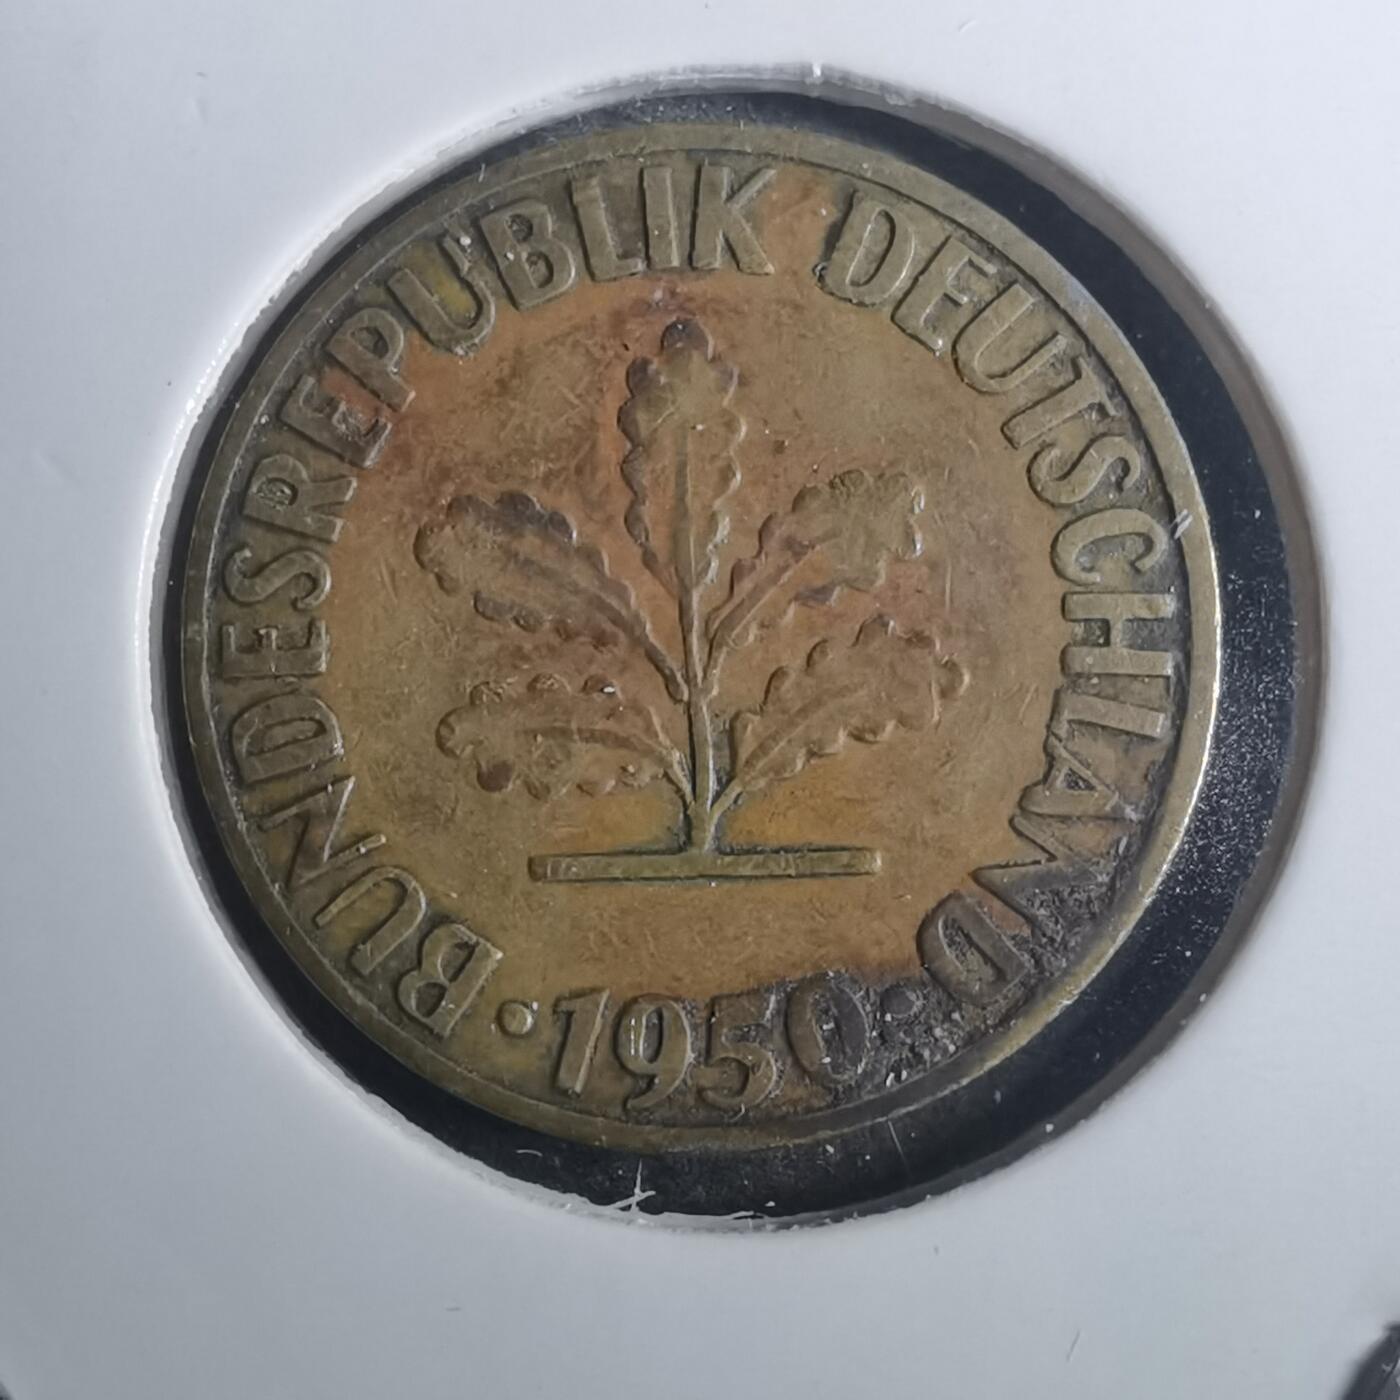 BUNDESREPUBLIK DEUTSCHLAND
· 1950 ·